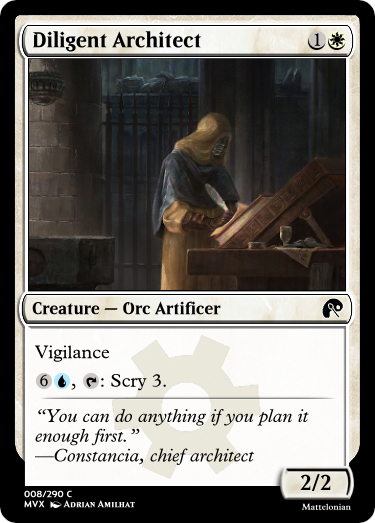 Diligent Architect 1
Creature — Orc Artificer
Vigilance
6, : Scry 3.
“You can do anything if you plan it
enough first.”
—Constancia, chief architect
2/2
008/290 C
MVX Adrian Amilhat
Mattelonian